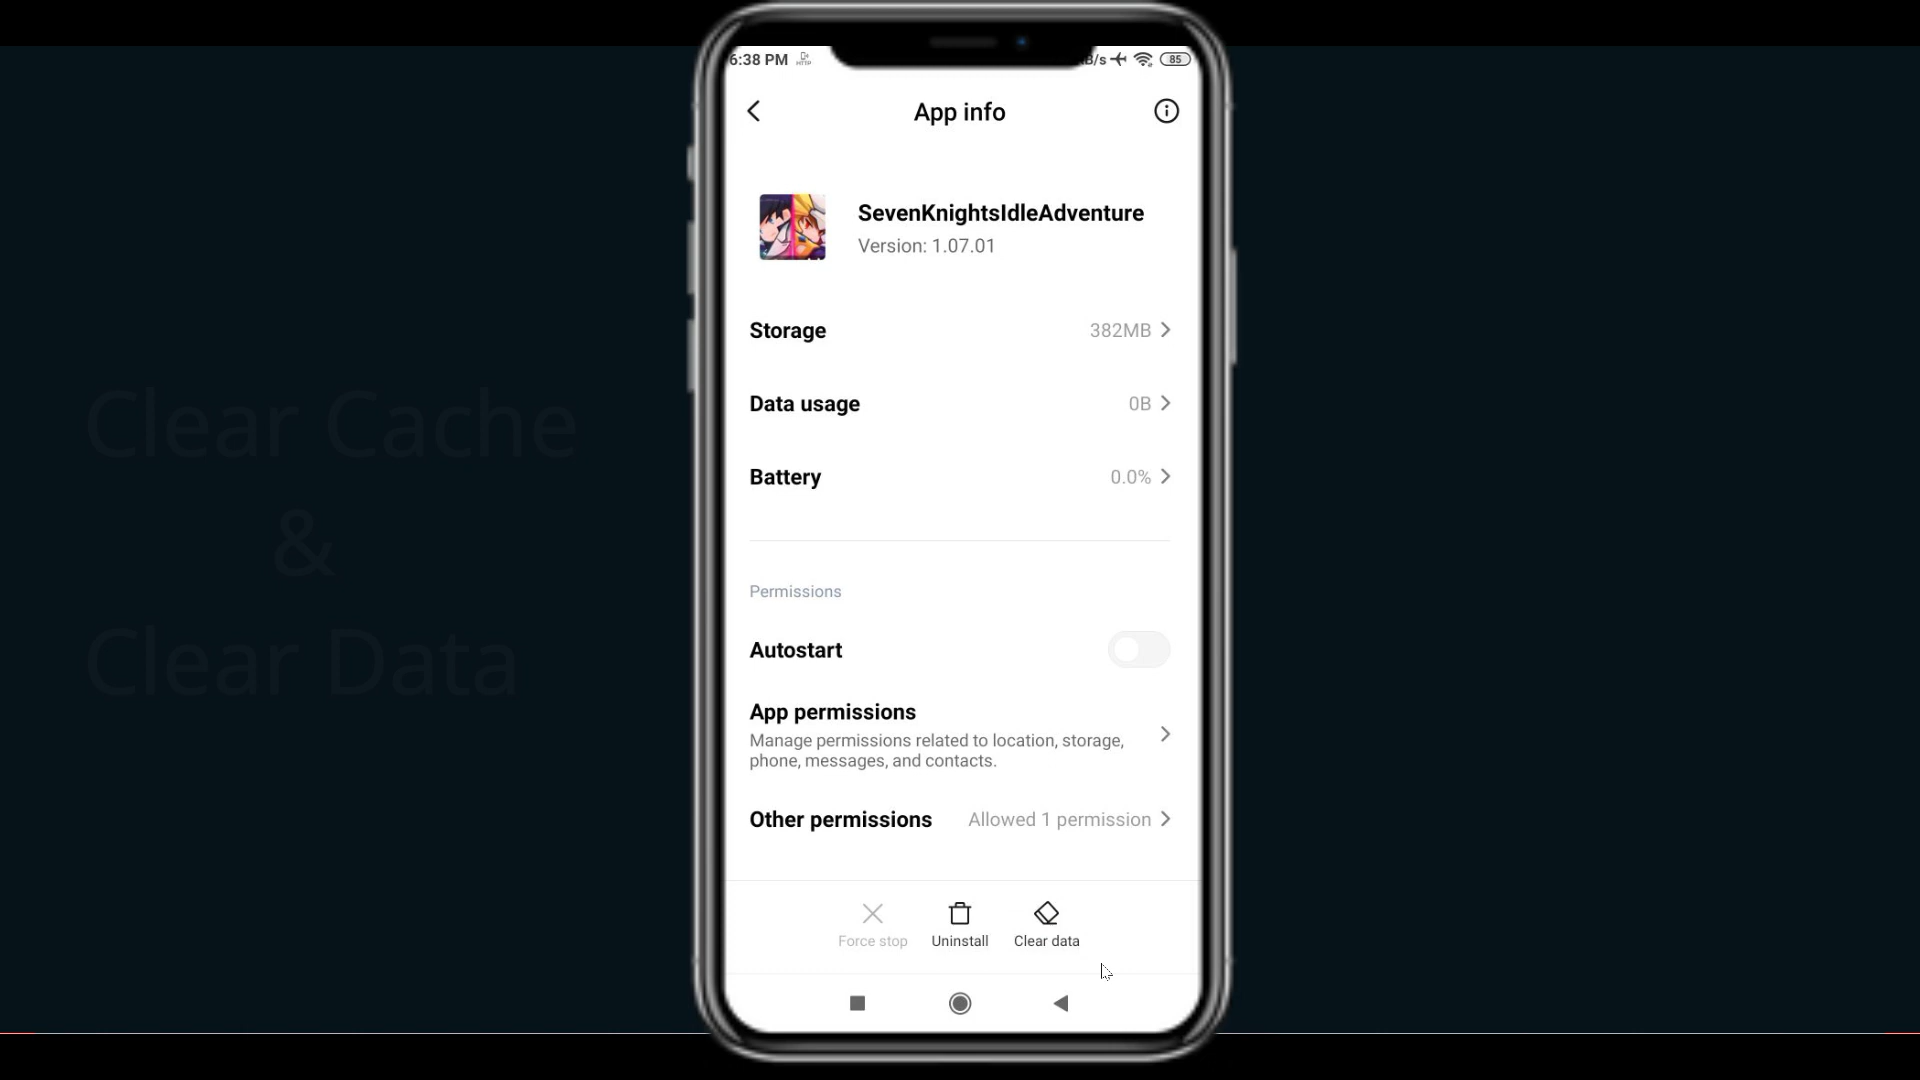 6:38 PM
B/s
85
App info
SevenKnightsIdleAdventure
Version: 1.07.01
Storage 382MB
Data usage 0B
Battery 0.0%
Permissions
Autostart
App permissions
Manage permissions related to location, storage,
phone, messages, and contacts.
Other permissions Allowed 1 permission
Force stop Uninstall Clear data
Clear Cache
&
Clear Data